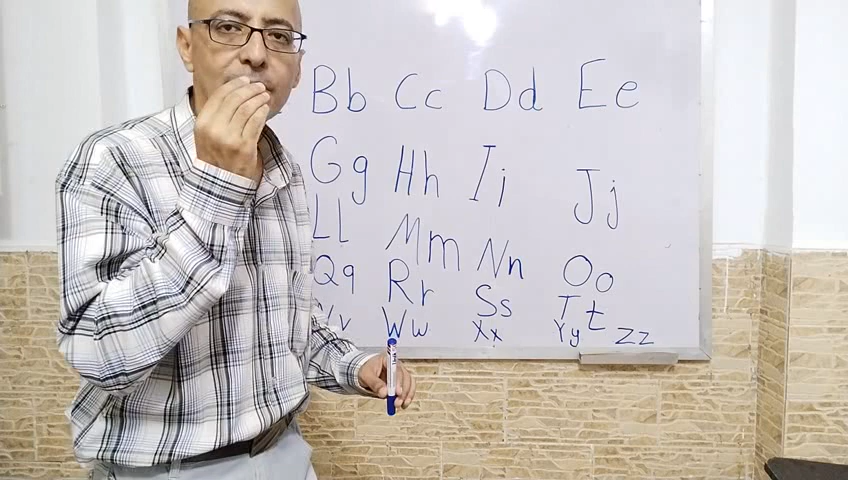 Bb Cc Dd Ee
Gg Hh Ii Jj
Ll Mm Nn Oo
Qq Rr Ss Tt
Vv Ww Xx Yy Zz